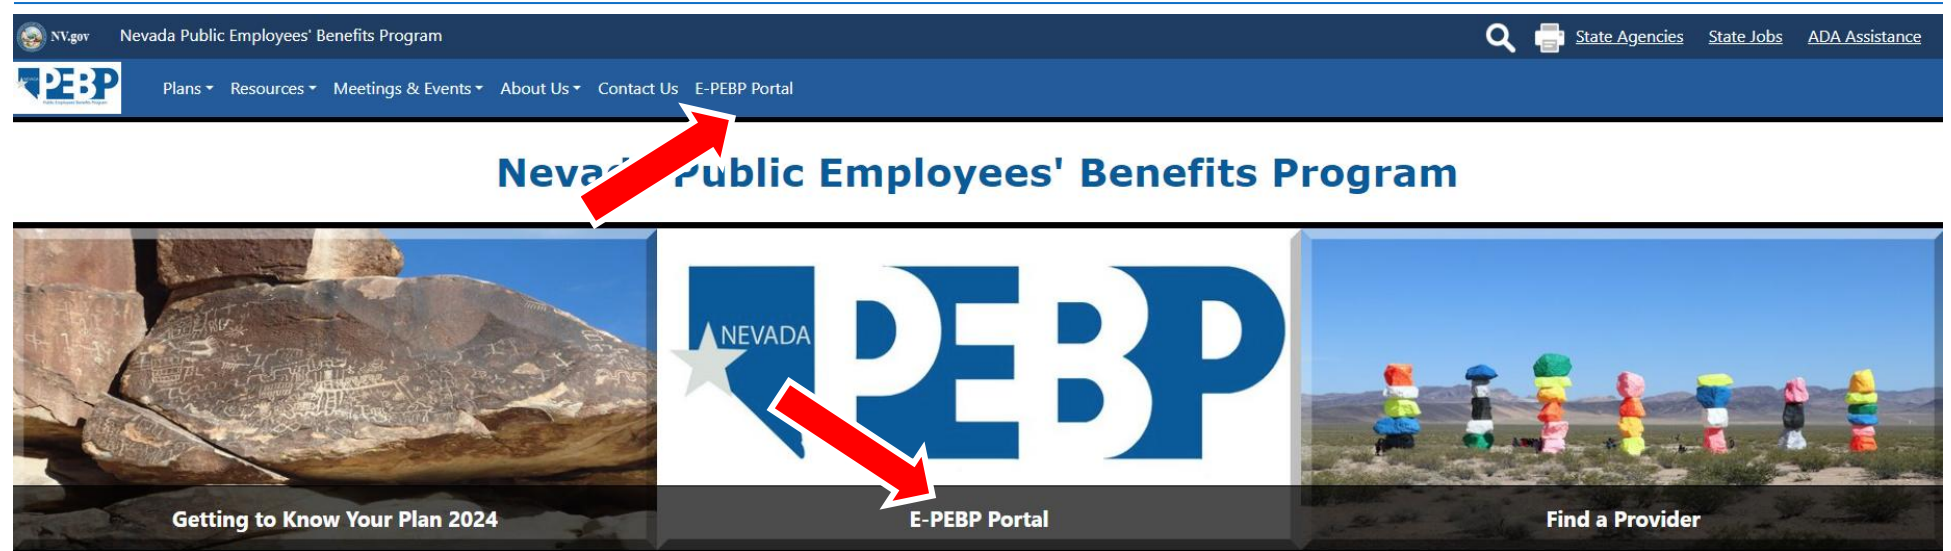 NV.gov Nevada Public Employees' Benefits Program State Agencies State Jobs ADA Assistance
PEBP Plans Resources Meetings & Events About Us Contact Us E-PEBP Portal
Nevada Public Employees' Benefits Program
NEVADA PEBP
Getting to Know Your Plan 2024 E-PEBP Portal Find a Provider